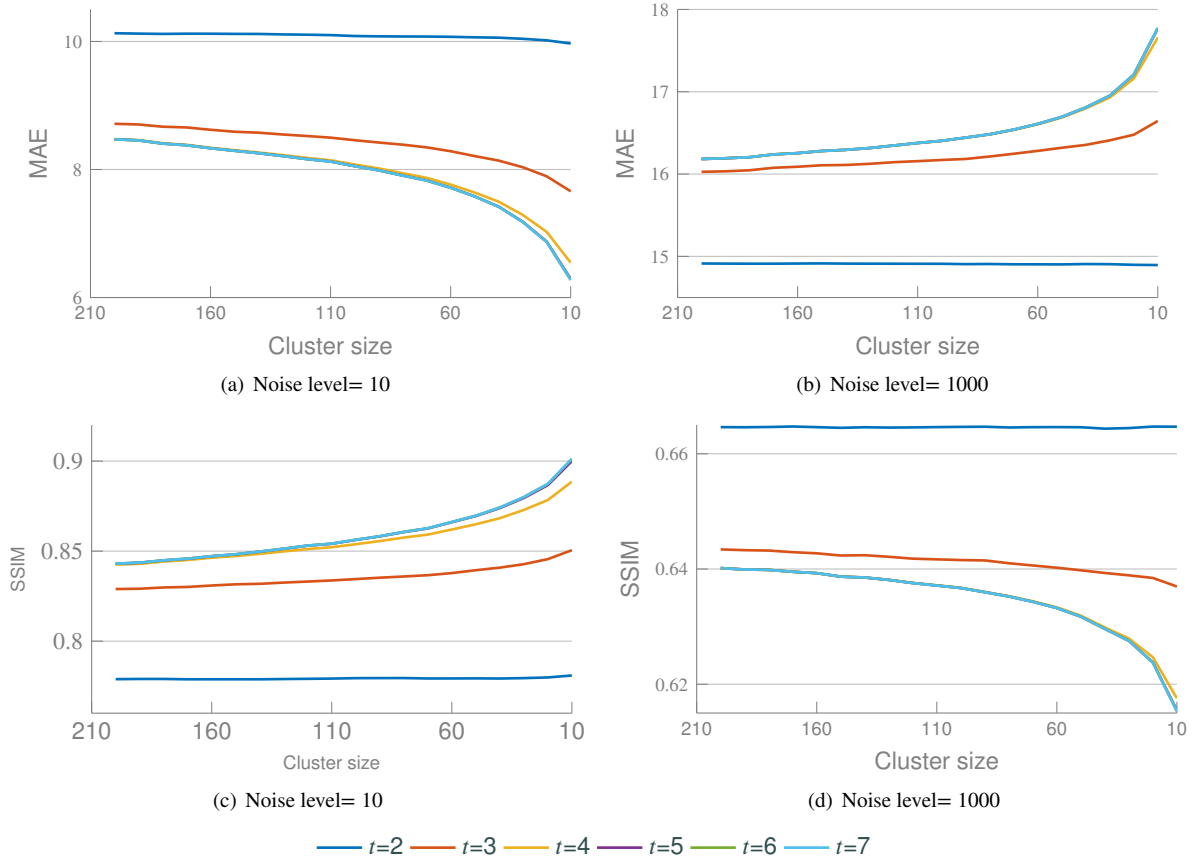 10
8
6
MAE
210 160 110 60 10
Cluster size
(a) Noise level= 10
18
17
16
15
MAE
210 160 110 60 10
Cluster size
(b) Noise level= 1000
0.9
0.85
0.8
SSIM
210 160 110 60 10
Cluster size
(c) Noise level= 10
0.66
0.64
0.62
SSIM
210 160 110 60 10
Cluster size
(d) Noise level= 1000
t=2 t=3 t=4 t=5 t=6 t=7